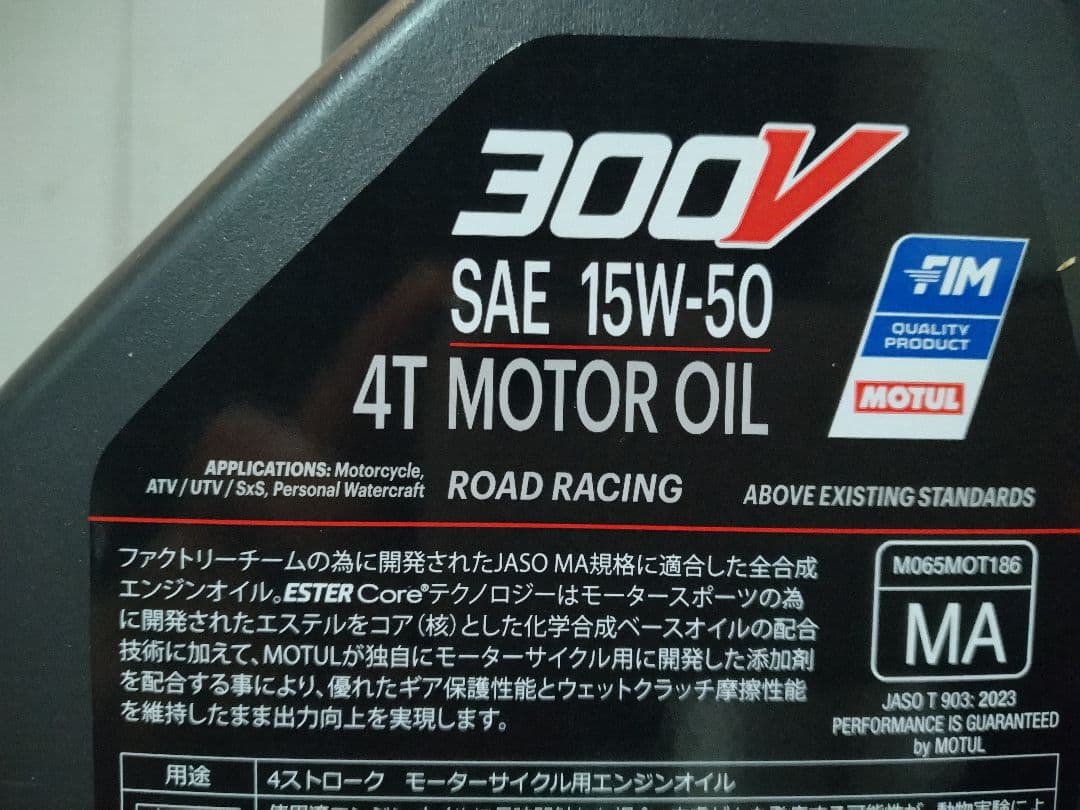 300V
SAE 15W-50
4T MOTOR OIL
FIM
QUALITY
PRODUCT
MOTUL
APPLICATIONS: Motorcycle,
ATV / UTV / SxS, Personal Watercraft
ROAD RACING
ABOVE EXISTING STANDARDS
ファクトリーチームの為に開発されたJASO MA規格に適合した全合成
エンジンオイル。ESTER Core®テクノロジーはモータースポーツの為
に開発されたエステルをコア（核）とした化学合成ベースオイルの配合
技術に加えて、MOTULが独自にモーターサイクル用に開発した添加剤
を配合する事により、優れたギア保護性能とウェットクラッチ摩擦性能
を維持したまま出力向上を実現します。
M065MOT186
MA
JASO T 903: 2023
PERFORMANCE IS GUARANTEED
by MOTUL
用途
4ストローク モーターサイクル用エンジンオイル